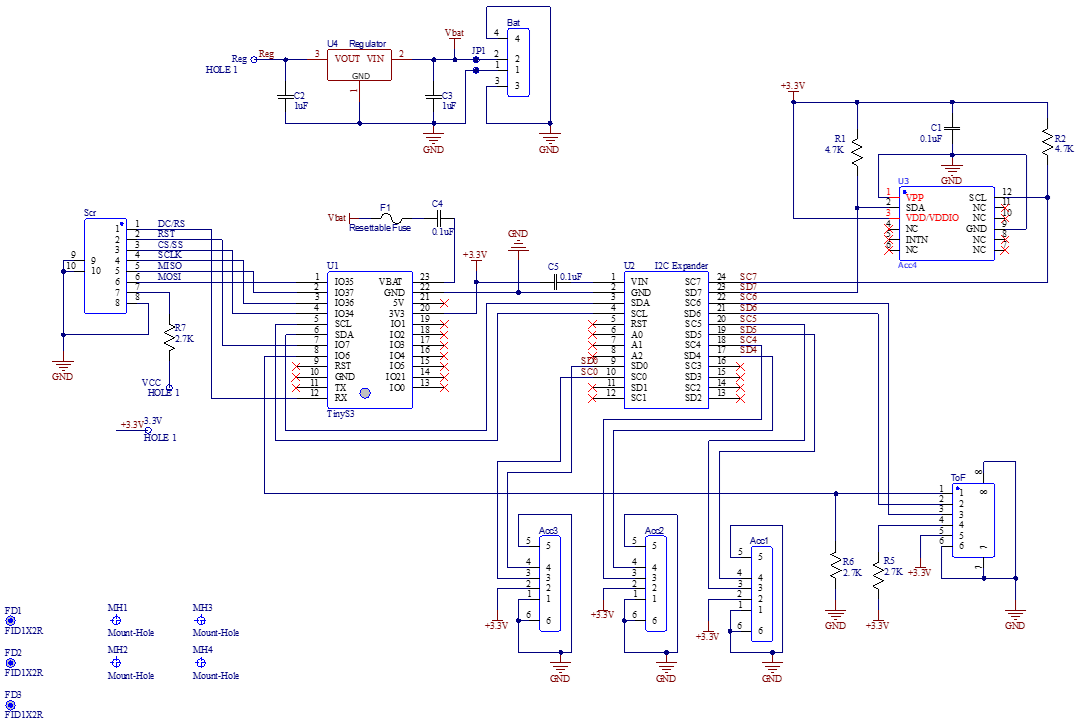 Bat
Vbat
U4 Regulator
JP1
Reg Reg 3 VOUT VIN 2
HOLE 1
GND
1
4 4
2 2
1 1
3 3
C2
1uF
C3
1uF
GND
GND
+3.3V
R1
4.7K
C1
0.1uF
R2
4.7K
GND
U3
1 VPP SCL 12
2 SDA NC 11
3 VDD/VDDIO NC 10
4 NC GND 9
5 INTN NC 8
6 NC NC 7
Acc4
Scr
1 1 DC/RS
2 2 RST
3 3 CS/SS
9 9 4 4 SCLK
10 10 5 5 MISO
6 6 MOSI
7 7
8 8
GND
R7
2.7K
VCC
HOLE 1
+3.3V 3.3V
HOLE 1
Vbat
F1
Resettable Fuse
C4
0.1uF
+3.3V
GND
C5
0.1uF
U1
1 IO35 VBAT 23
2 IO37 GND 22
3 IO36 5V 21
4 IO34 3V3 20
5 SCL IO1 19
6 SDA IO2 18
7 IO7 IO3 17
8 IO6 IO4 16
9 RST IO5 15
10 GND IO21 14
11 TX IO0 13
12 RX
TinyS3
U2 I2C Expander
1 VIN SC7 24 SC7
2 GND SD7 23 SD7
3 SDA SC6 22 SC6
4 SCL SD6 21 SD6
5 RST SC5 20 SC5
6 A0 SD5 19 SD5
7 A1 SC4 18 SC4
8 A2 SD4 17 SD4
SD0 9 SD0 SC3 16
SC0 10 SC0 SD3 15
11 SD1 SC2 14
12 SC1 SD2 13
ToF
8
8
1 1
2 2
3 3
4 4
5 5
6 6
7
7
R6
2.7K
R5
2.7K
+3.3V
GND
+3.3V
GND
Acc3
5 5
4 4
3 3
2 2
1 1
6 6
+3.3V
GND
Acc2
5 5
4 4
3 3
2 2
1 1
6 6
+3.3V
GND
Acc1
5 5
4 4
3 3
2 2
1 1
6 6
+3.3V
GND
FD1
FID1X2R
FD2
FID1X2R
FD3
FID1X2R
MH1
Mount-Hole
MH3
Mount-Hole
MH2
Mount-Hole
MH4
Mount-Hole